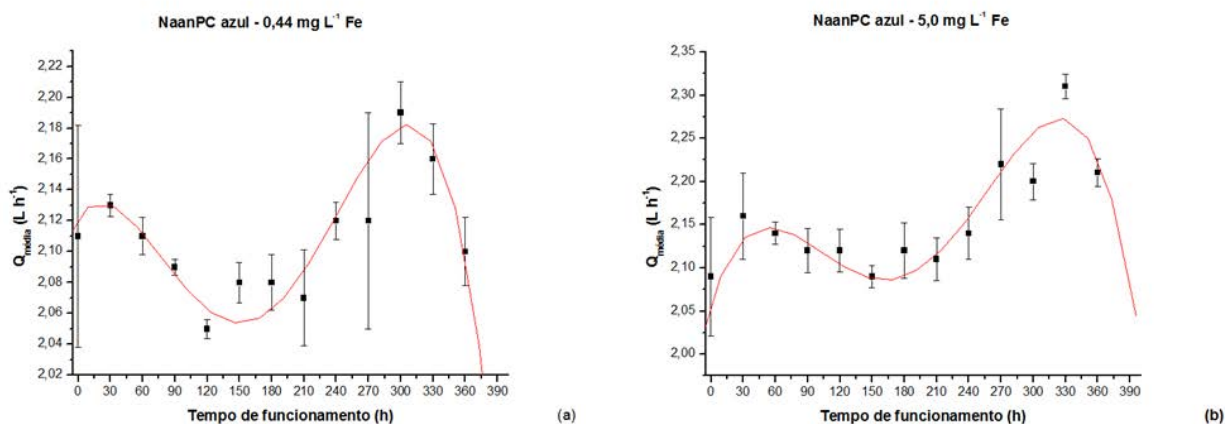 NaanPC azul - 0,44 mg L⁻¹ Fe
2,22
2,20
2,18
2,16
2,14
2,12
2,10
2,08
2,06
2,04
2,02
Qmédia (L h⁻¹)
0 30 60 90 120 150 180 210 240 270 300 330 360 390
Tempo de funcionamento (h)
(a)
NaanPC azul - 5,0 mg L⁻¹ Fe
2,35
2,30
2,25
2,20
2,15
2,10
2,05
2,00
Qmédia (L h⁻¹)
0 30 60 90 120 150 180 210 240 270 300 330 360 390
Tempo de funcionamento (h)
(b)